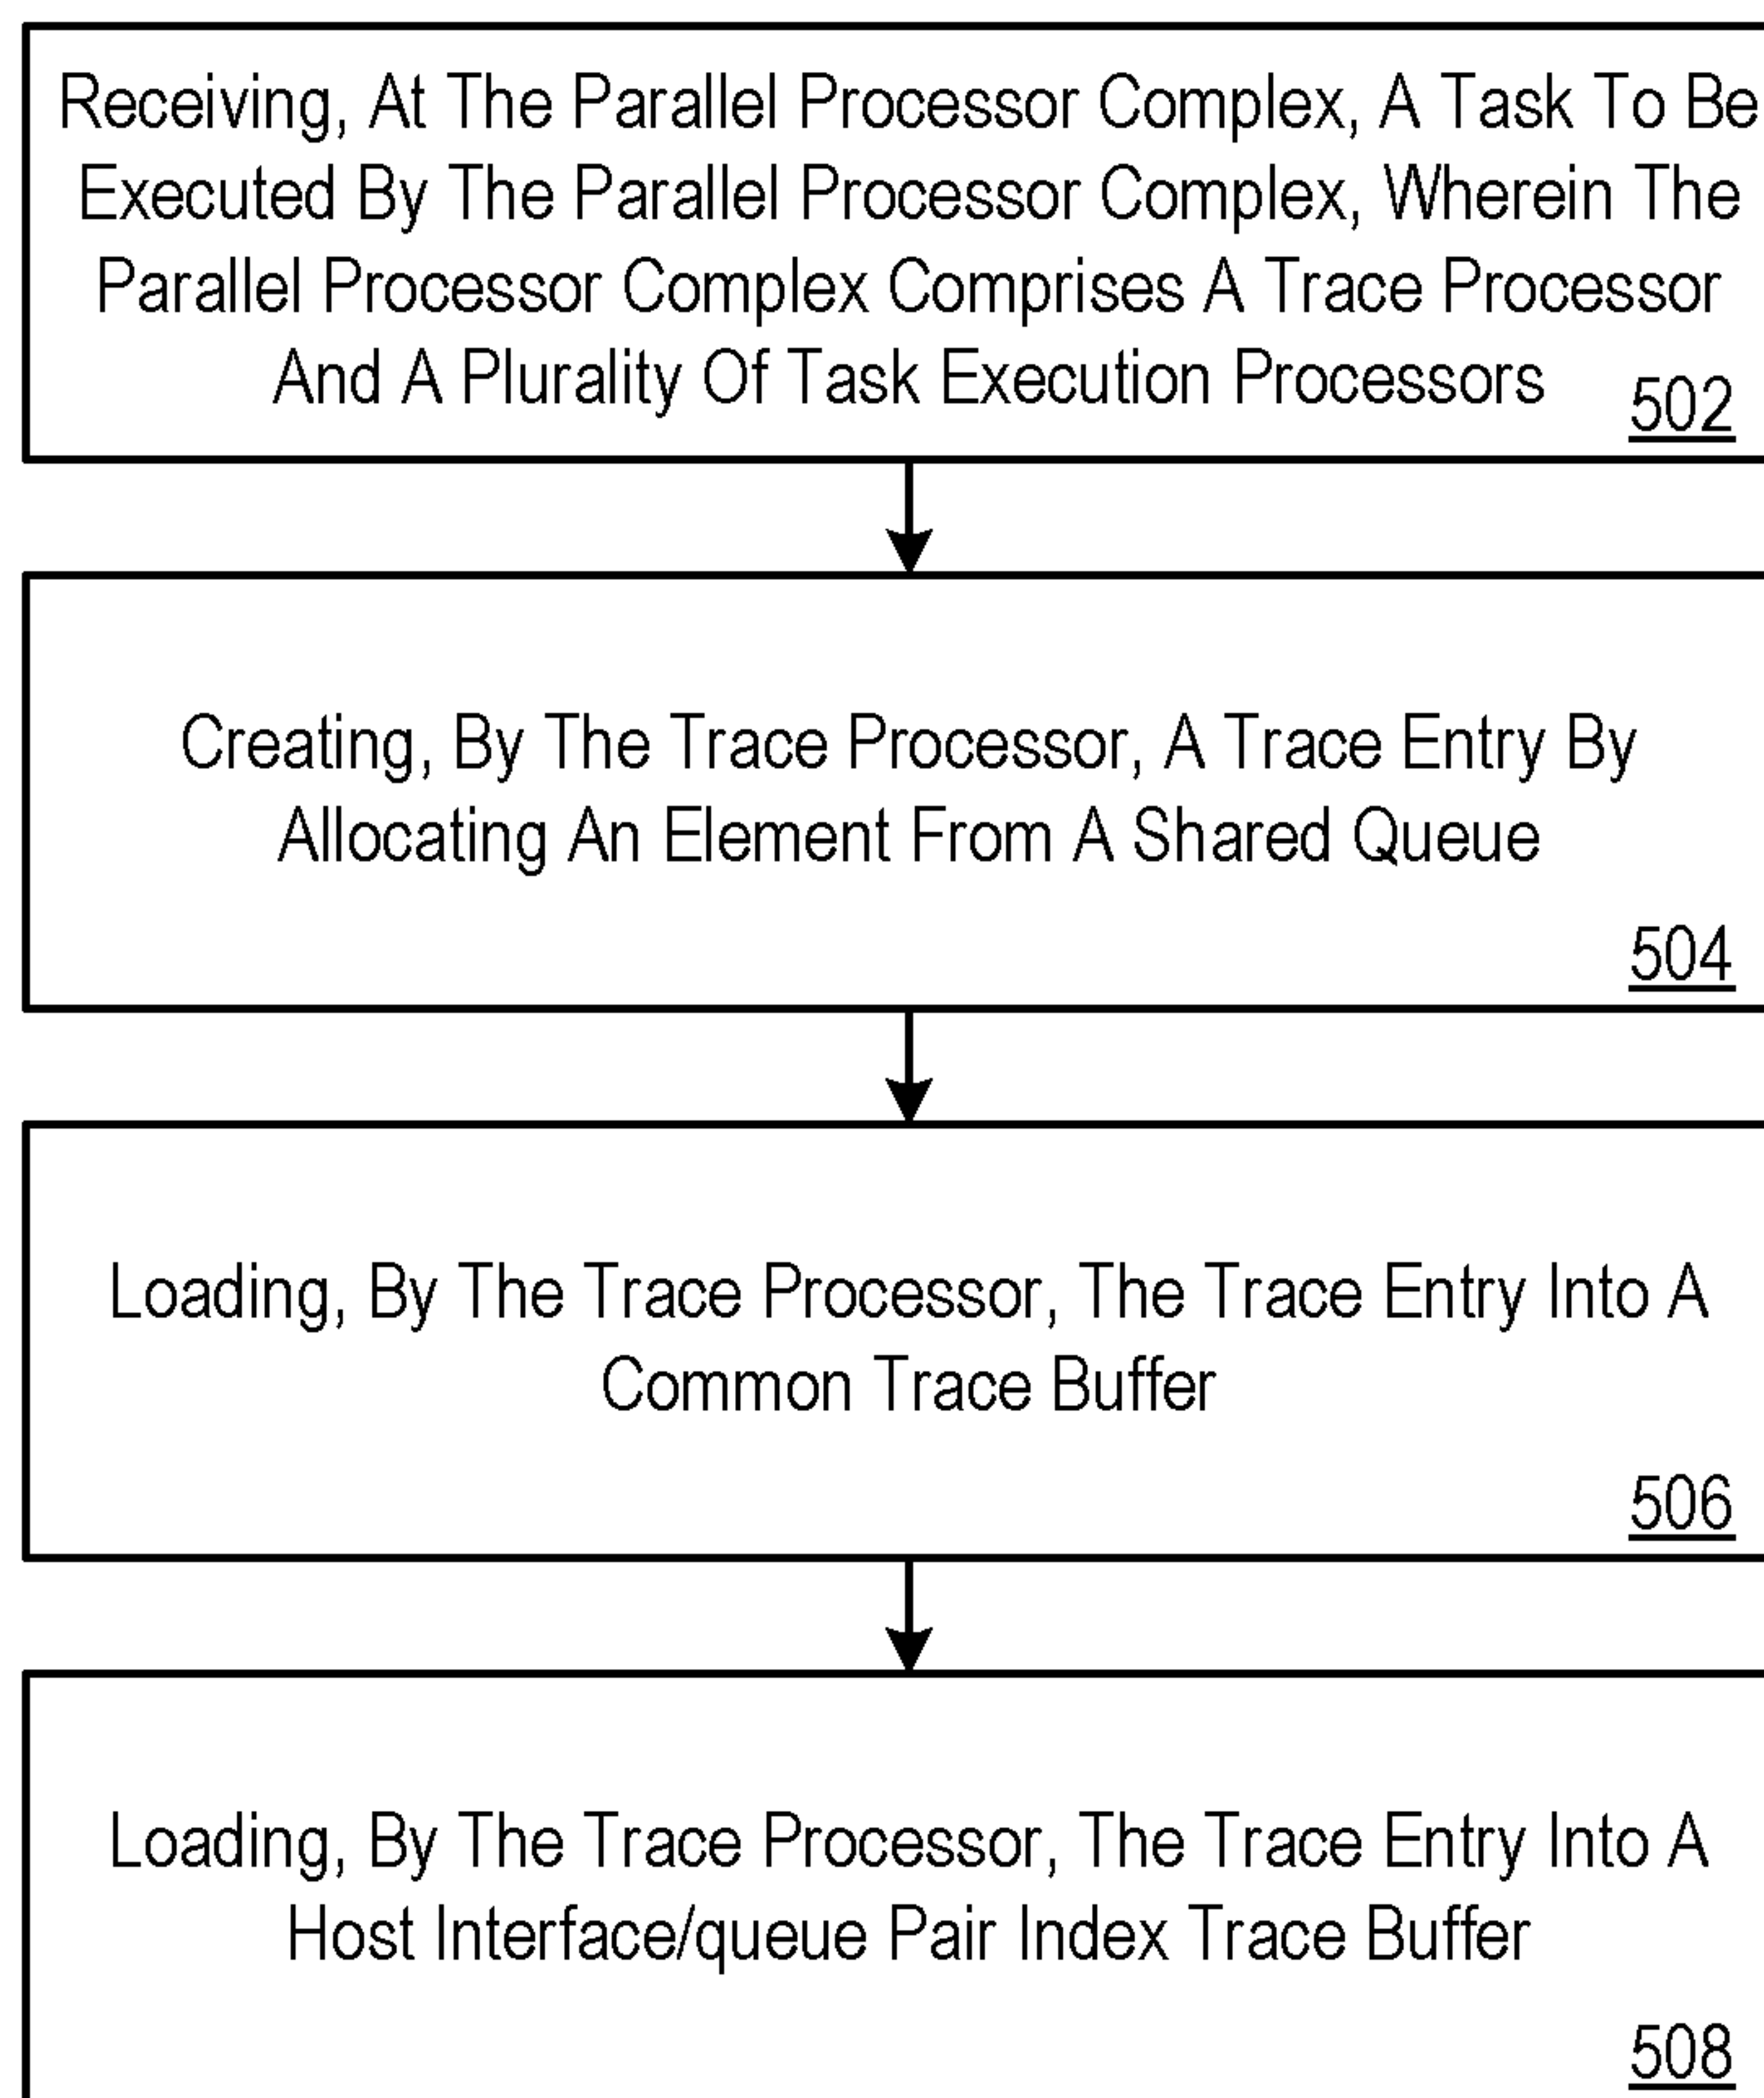 Receiving, At The Parallel Processor Complex, A Task To Be
Executed By The Parallel Processor Complex, Wherein The
Parallel Processor Complex Comprises A Trace Processor
And A Plurality Of Task Execution Processors
502
Creating, By The Trace Processor, A Trace Entry By
Allocating An Element From A Shared Queue
504
Loading, By The Trace Processor, The Trace Entry Into A
Common Trace Buffer
506
Loading, By The Trace Processor, The Trace Entry Into A
Host Interface/queue Pair Index Trace Buffer
508